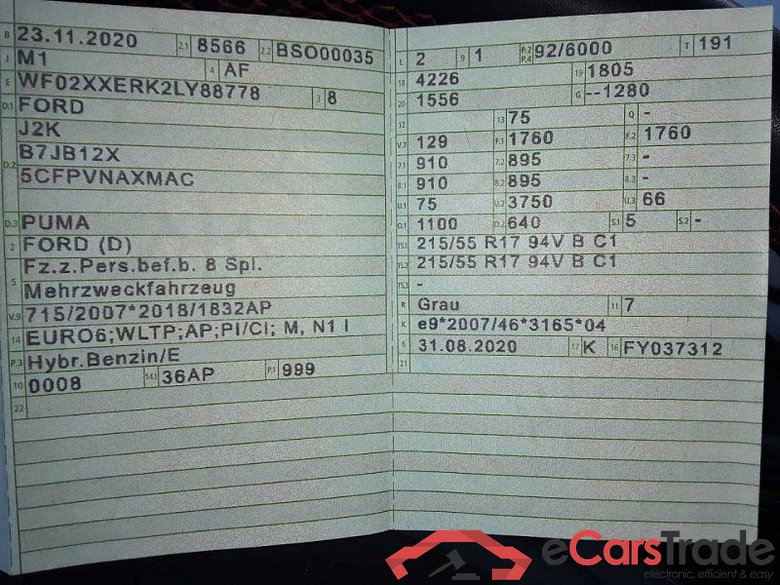 B 23.11.2020 2.1 8566 2.2 BSO00035
J M1 4 AF
E WF02XXERK2LY88778 3 8
D.1 FORD
J2K
D.2 B7JB12X
5CFPVNAXMAC
D.3 PUMA
2 FORD (D)
Fz.z.Pers.bef.b. 8 Spl.
5 Mehrzweckfahrzeug
V.9 715/2007*2018/1832AP
14 EURO6;WLTP;AP;PI/CI; M, N1 I
P.3 Hybr.Benzin/E
10 0008 14.1 36AP P.1 999
22
L 2 9 1 P.2 P.4 92/6000 T 191
18 4226 19 1805
20 1556 G --1280
12 13 75 Q -
V.7 129 F.1 1760 F.2 1760
7.1 910 7.2 895 7.3 -
8.1 910 8.2 895 8.3 -
U.1 75 U.2 3750 U.3 66
O.1 1100 O.2 640 S.1 5 S.2 -
15.1 215/55 R17 94V B C1
15.2 215/55 R17 94V B C1
15.3 -
R Grau 11 7
K e9*2007/46*3165*04
6 31.08.2020 17 K 16 FY037312
21
eCarsTrade
electronic, efficient & easy